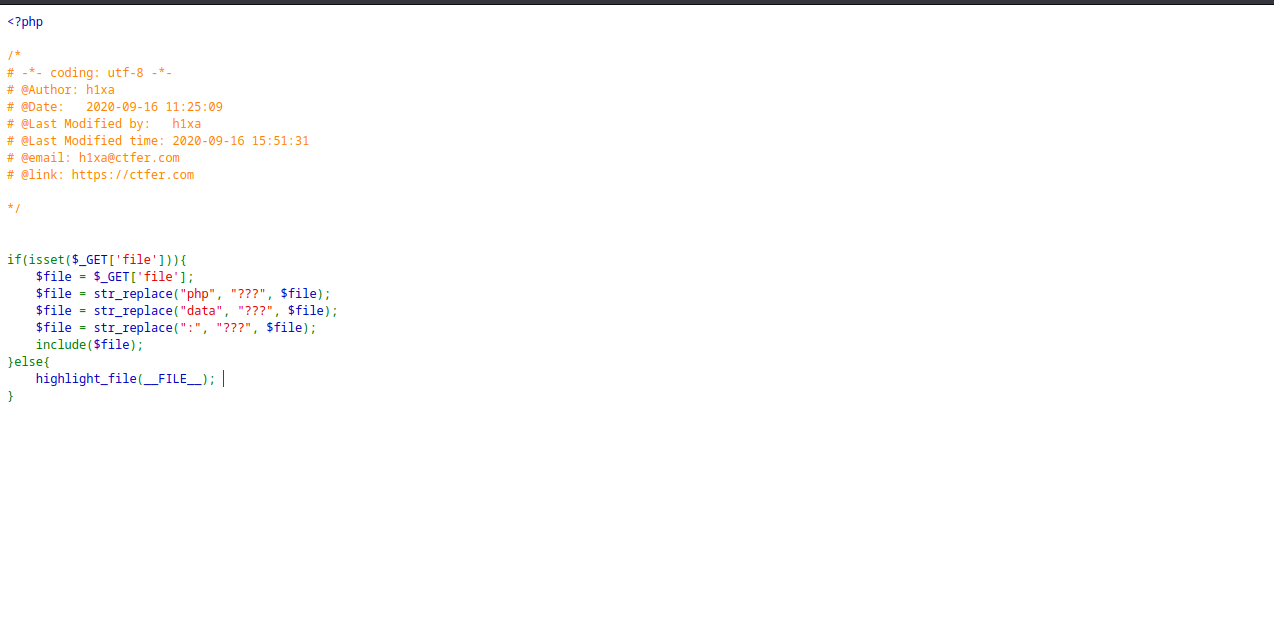 <?php
/*
# -*- coding: utf-8 -*-
# @Author: h1xa
# @Date:   2020-09-16 11:25:09
# @Last Modified by:   h1xa
# @Last Modified time: 2020-09-16 15:51:31
# @email: h1xa@ctfer.com
# @link: https://ctfer.com
*/
if(isset($_GET['file'])){
    $file = $_GET['file'];
    $file = str_replace("php", "???", $file);
    $file = str_replace("data", "???", $file);
    $file = str_replace(":", "???", $file);
    include($file);
}else{
    highlight_file(__FILE__);
}